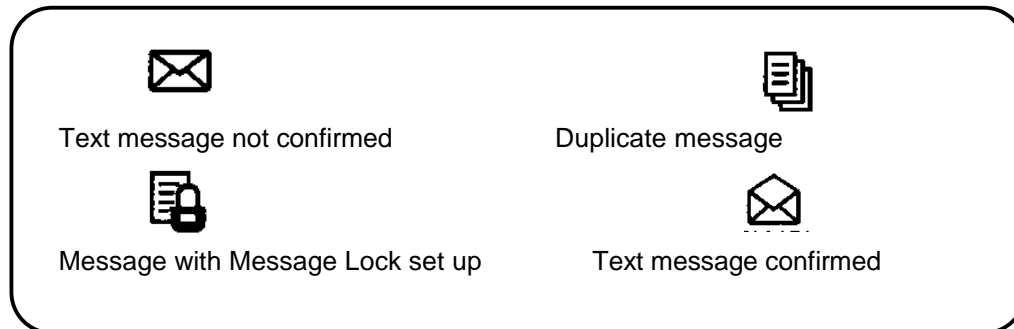 Text message not confirmed
Duplicate message
Message with Message Lock set up
Text message confirmed